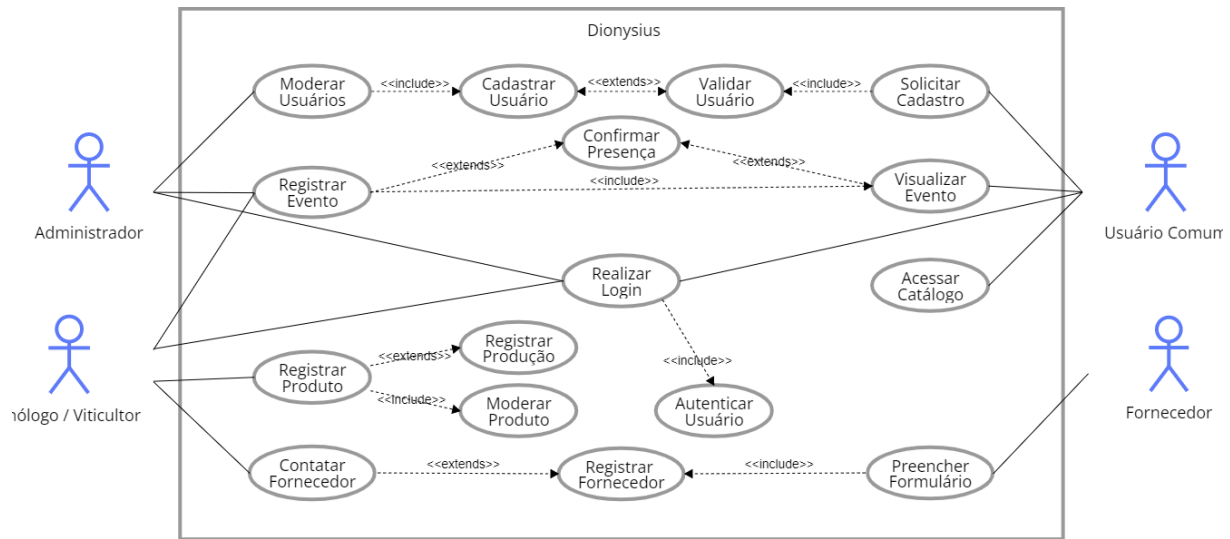 Dionysius
Moderar
Usuários
<<include>>
Cadastrar
Usuário
<<extends>>
Validar
Usuário
<<include>>
Solicitar
Cadastro
Confirmar
Presença
<<extends>>
<<extends>>
Registrar
Evento
<<include>>
Visualizar
Evento
Administrador
Usuário Comum
Realizar
Login
Acessar
Catálogo
Registrar
Produção
<<extends>>
Registrar
Produto
<<include>>
<<include>>
Moderar
Produto
Autenticar
Usuário
nólogo / Viticultor
Fornecedor
Contatar
Fornecedor
<<extends>>
Registrar
Fornecedor
<<include>>
Preencher
Formulário